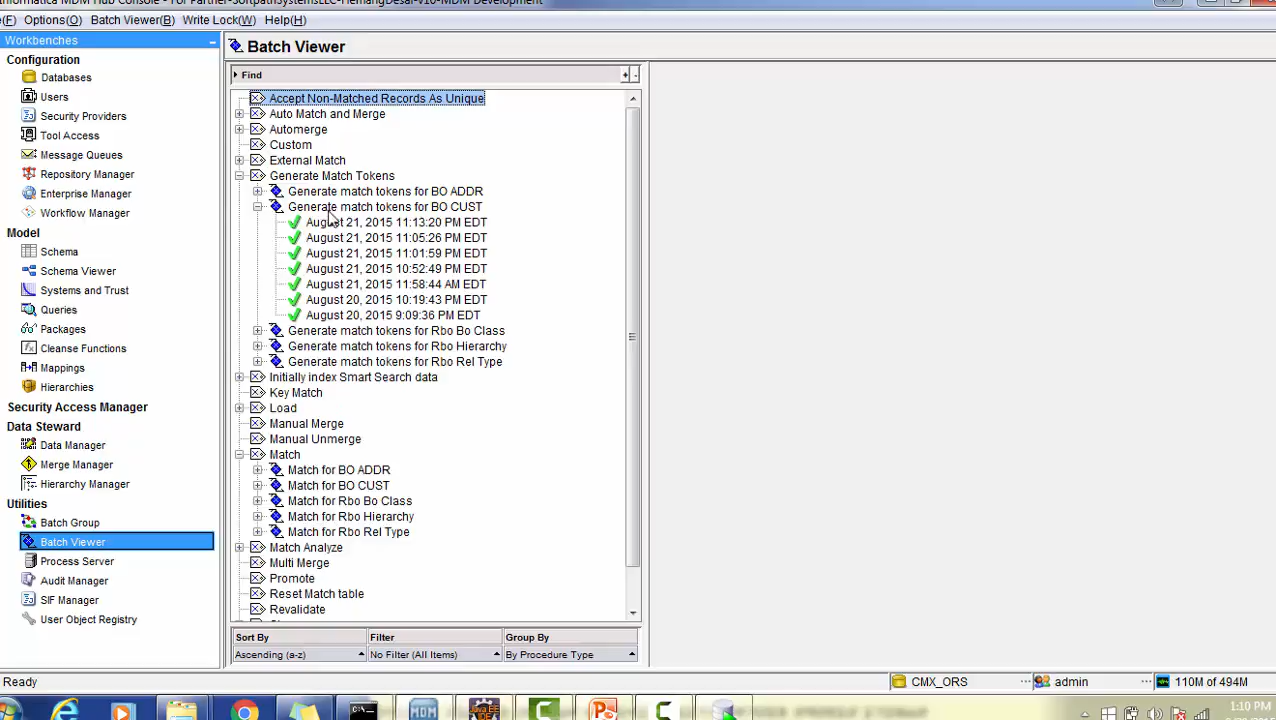 Informatica MDM Hub Console - For Partner-SoftpathSystemsLLC-HemangDesai-v10-MDM Development
(F) Options(O) Batch Viewer(B) Write Lock(W) Help(H)
Workbenches
Configuration
Databases
Users
Security Providers
Tool Access
Message Queues
Repository Manager
Enterprise Manager
Workflow Manager
Model
Schema
Schema Viewer
Systems and Trust
Queries
Packages
Cleanse Functions
Mappings
Hierarchies
Security Access Manager
Data Steward
Data Manager
Merge Manager
Hierarchy Manager
Utilities
Batch Group
Batch Viewer
Process Server
Audit Manager
SIF Manager
User Object Registry
Batch Viewer
Find
Accept Non-Matched Records As Unique
Auto Match and Merge
Automerge
Custom
External Match
Generate Match Tokens
Generate match tokens for BO ADDR
Generate match tokens for BO CUST
August 21, 2015 11:13:20 PM EDT
August 21, 2015 11:05:26 PM EDT
August 21, 2015 11:01:59 PM EDT
August 21, 2015 10:52:49 PM EDT
August 21, 2015 11:58:44 AM EDT
August 20, 2015 10:19:43 PM EDT
August 20, 2015 9:09:36 PM EDT
Generate match tokens for Rbo Bo Class
Generate match tokens for Rbo Hierarchy
Generate match tokens for Rbo Rel Type
Initially index Smart Search data
Key Match
Load
Manual Merge
Manual Unmerge
Match
Match for BO ADDR
Match for BO CUST
Match for Rbo Bo Class
Match for Rbo Hierarchy
Match for Rbo Rel Type
Match Analyze
Multi Merge
Promote
Reset Match table
Revalidate
Sort By Filter Group By
Ascending (a-z) No Filter (All Items) By Procedure Type
Ready CMX_ORS admin 110M of 494M
MDM
1:10 PM